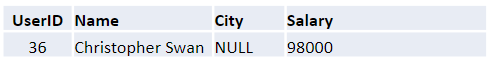 UserID Name City Salary
36 Christopher Swan NULL 98000